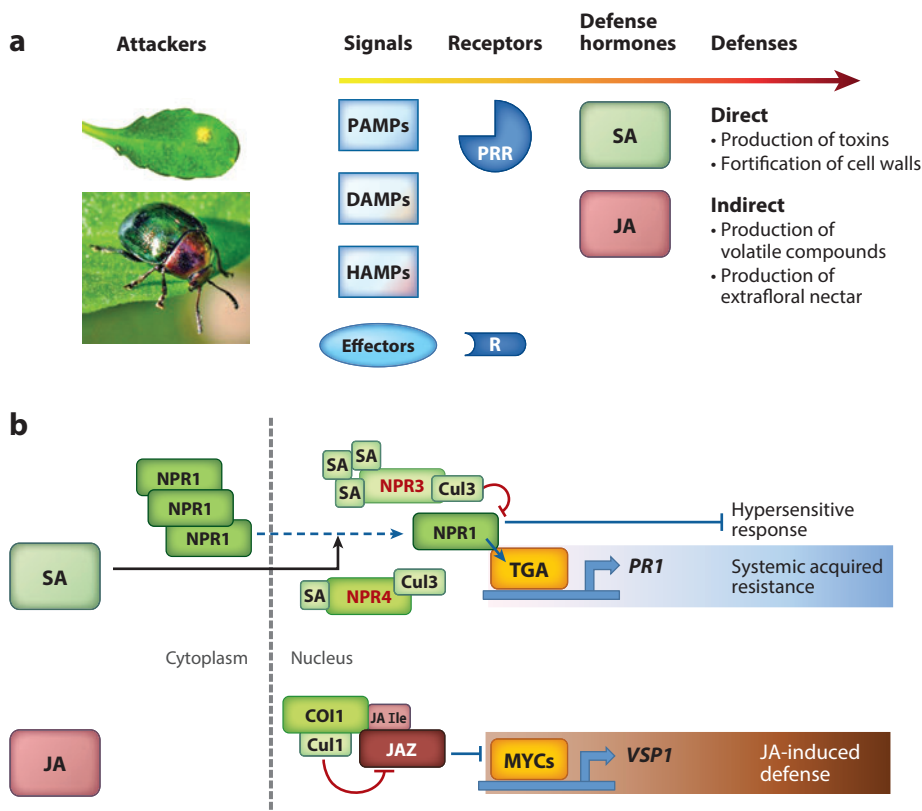 a
Attackers
Signals
Receptors
Defense
hormones
Defenses
PAMPs
PRR
SA
Direct
• Production of toxins
• Fortification of cell walls
DAMPs
JA
Indirect
• Production of
volatile compounds
• Production of
extrafloral nectar
HAMPs
Effectors
R
b
NPR1
NPR1
NPR1
SA
SA
SA
NPR3
Cul3
NPR1
Hypersensitive
response
SA
SA
NPR4
Cul3
TGA
PR1
Systemic acquired
resistance
Cytoplasm
Nucleus
JA
COI1
JA Ile
Cul1
JAZ
MYCs
VSP1
JA-induced
defense